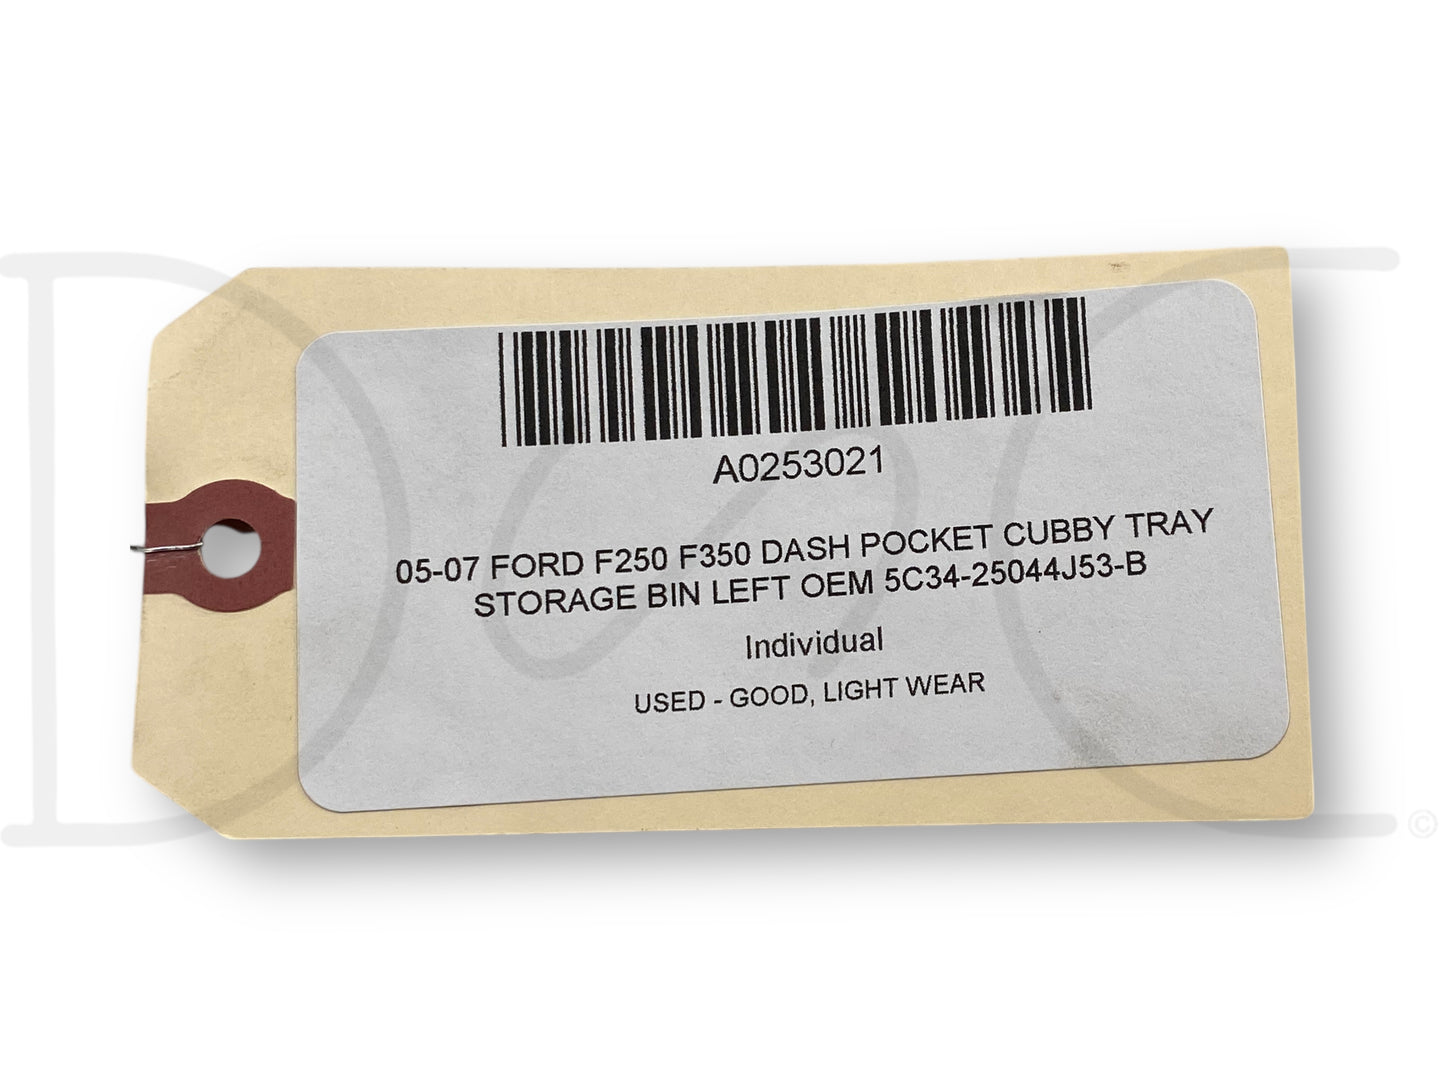 A0253021
05-07 FORD F250 F350 DASH POCKET CUBBY TRAY
STORAGE BIN LEFT OEM 5C34-25044J53-B
Individual
USED - GOOD, LIGHT WEAR
©